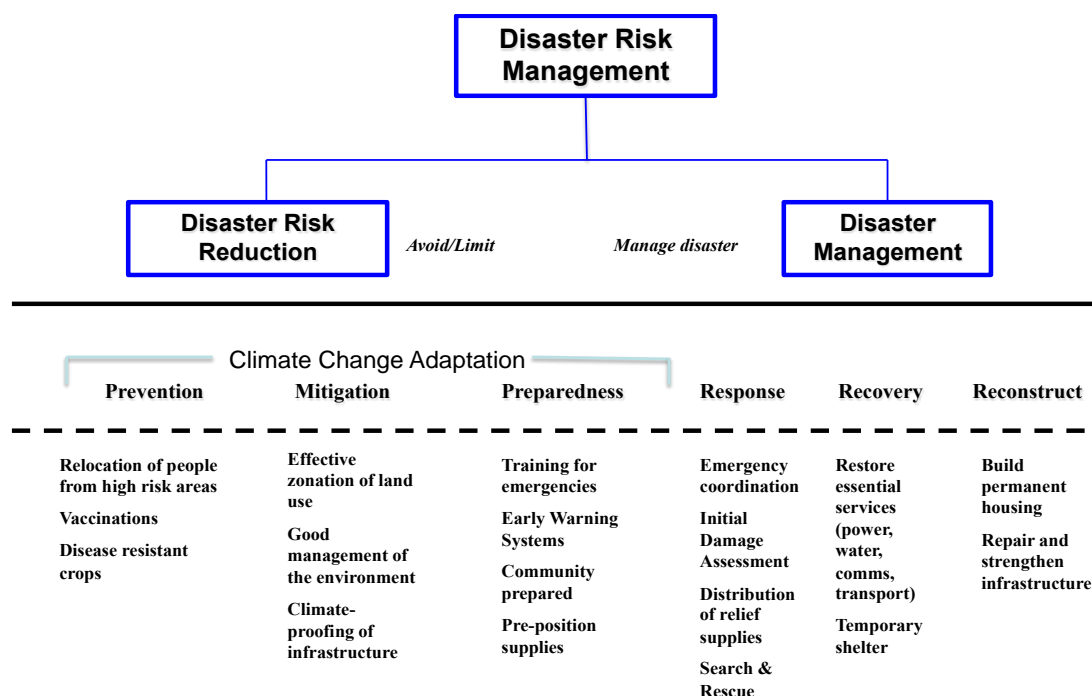 Disaster Risk
Management
Disaster Risk
Reduction
Avoid/Limit
Manage disaster
Disaster
Management
Climate Change Adaptation
Prevention
Mitigation
Preparedness
Response
Recovery
Reconstruct
Relocation of people
from high risk areas
Vaccinations
Disease resistant
crops
Effective
zonation of land
use
Good
management of
the environment
Climate-
proofing of
infrastructure
Training for
emergencies
Early Warning
Systems
Community
prepared
Pre-position
supplies
Emergency
coordination
Initial
Damage
Assessment
Distribution
of relief
supplies
Search &
Rescue
Restore
essential
services
(power,
water,
comms,
transport)
Temporary
shelter
Build
permanent
housing
Repair and
strengthen
infrastructure